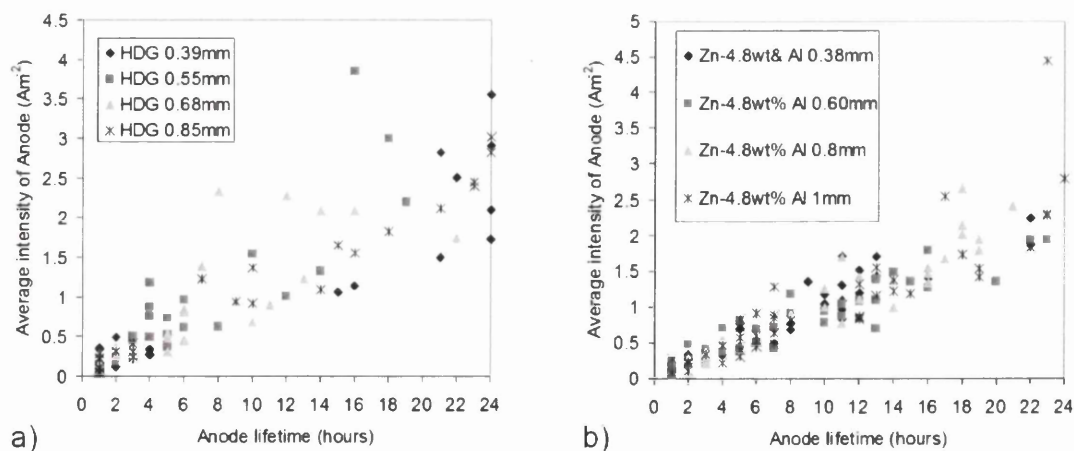 4.5
4
3.5
3
2.5
2
1.5
1
0.5
0
Average intensity of Anode (Am-2)
HDG 0.39mm
HDG 0.55mm
HDG 0.68mm
HDG 0.85mm
0 2 4 6 8 10 12 14 16 18 20 22 24
Anode lifetime (hours)
a)
5
4.5
4
3.5
3
2.5
2
1.5
1
0.5
0
Average intensity of Anode (Am-2)
Zn-4.8wt& Al 0.38mm
Zn-4.8wt% Al 0.60mm
Zn-4.8wt% Al 0.8mm
Zn-4.8wt% Al 1mm
0 2 4 6 8 10 12 14 16 18 20 22 24
Anode lifetime (hours)
b)